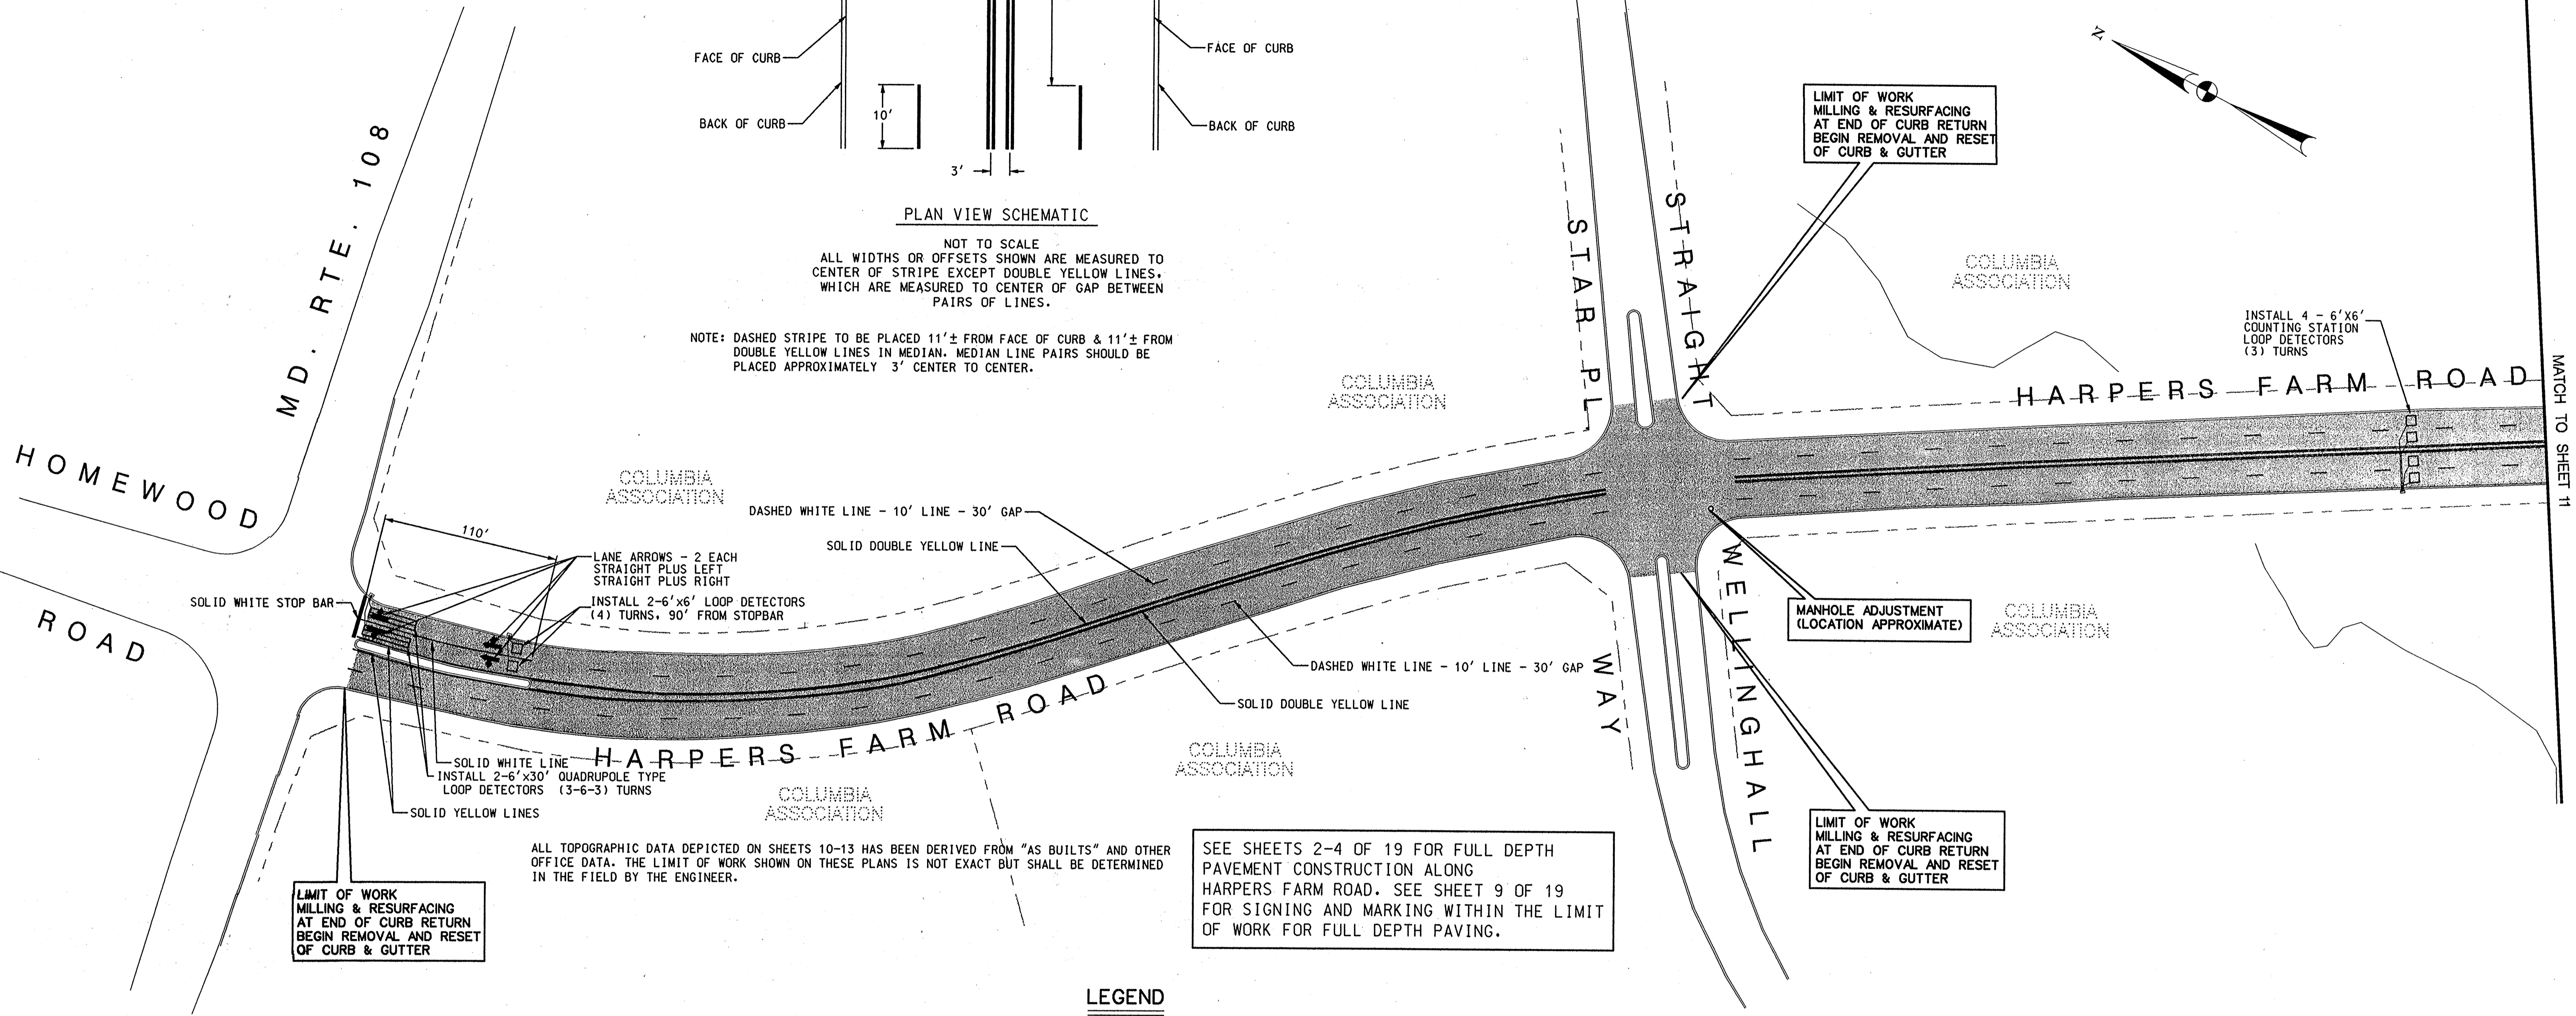 FACE OF CURB
FACE OF CURB
BACK OF CURB
10'
BACK OF CURB
3'
PLAN VIEW SCHEMATIC
NOT TO SCALE
ALL WIDTHS OR OFFSETS SHOWN ARE MEASURED TO
CENTER OF STRIPE EXCEPT DOUBLE YELLOW LINES,
WHICH ARE MEASURED TO CENTER OF GAP BETWEEN
PAIRS OF LINES.
NOTE: DASHED STRIPE TO BE PLACED 11'± FROM FACE OF CURB & 11'± FROM
DOUBLE YELLOW LINES IN MEDIAN. MEDIAN LINE PAIRS SHOULD BE
PLACED APPROXIMATELY 3' CENTER TO CENTER.
N
LIMIT OF WORK
MILLING & RESURFACING
AT END OF CURB RETURN
BEGIN REMOVAL AND RESET
OF CURB & GUTTER
MD. RTE. 108
HOMEWOOD
ROAD
STAR PL
STRAIGHT
COLUMBIA
ASSOCIATION
INSTALL 4 - 6'X6'
COUNTING STATION
LOOP DETECTORS
(3) TURNS
HARPERS FARM ROAD
MATCH TO SHEET 11
COLUMBIA
ASSOCIATION
COLUMBIA
ASSOCIATION
110'
DASHED WHITE LINE - 10' LINE - 30' GAP
SOLID DOUBLE YELLOW LINE
LANE ARROWS - 2 EACH
STRAIGHT PLUS LEFT
STRAIGHT PLUS RIGHT
SOLID WHITE STOP BAR
INSTALL 2-6'X6' LOOP DETECTORS
(4) TURNS, 90' FROM STOPBAR
MANHOLE ADJUSTMENT
(LOCATION APPROXIMATE)
COLUMBIA
ASSOCIATION
DASHED WHITE LINE - 10' LINE - 30' GAP
SOLID DOUBLE YELLOW LINE
WAY
WELLINGHALL
HARPERS FARM ROAD
SOLID WHITE LINE
INSTALL 2-6'X30' QUADRUPOLE TYPE
LOOP DETECTORS (3-6-3) TURNS
SOLID YELLOW LINES
COLUMBIA
ASSOCIATION
COLUMBIA
ASSOCIATION
ALL TOPOGRAPHIC DATA DEPICTED ON SHEETS 10-13 HAS BEEN DERIVED FROM "AS BUILTS" AND OTHER
OFFICE DATA. THE LIMIT OF WORK SHOWN ON THESE PLANS IS NOT EXACT BUT SHALL BE DETERMINED
IN THE FIELD BY THE ENGINEER.
SEE SHEETS 2-4 OF 19 FOR FULL DEPTH
PAVEMENT CONSTRUCTION ALONG
HARPERS FARM ROAD. SEE SHEET 9 OF 19
FOR SIGNING AND MARKING WITHIN THE LIMIT
OF WORK FOR FULL DEPTH PAVING.
LIMIT OF WORK
MILLING & RESURFACING
AT END OF CURB RETURN
BEGIN REMOVAL AND RESET
OF CURB & GUTTER
LIMIT OF WORK
MILLING & RESURFACING
AT END OF CURB RETURN
BEGIN REMOVAL AND RESET
OF CURB & GUTTER
LEGEND